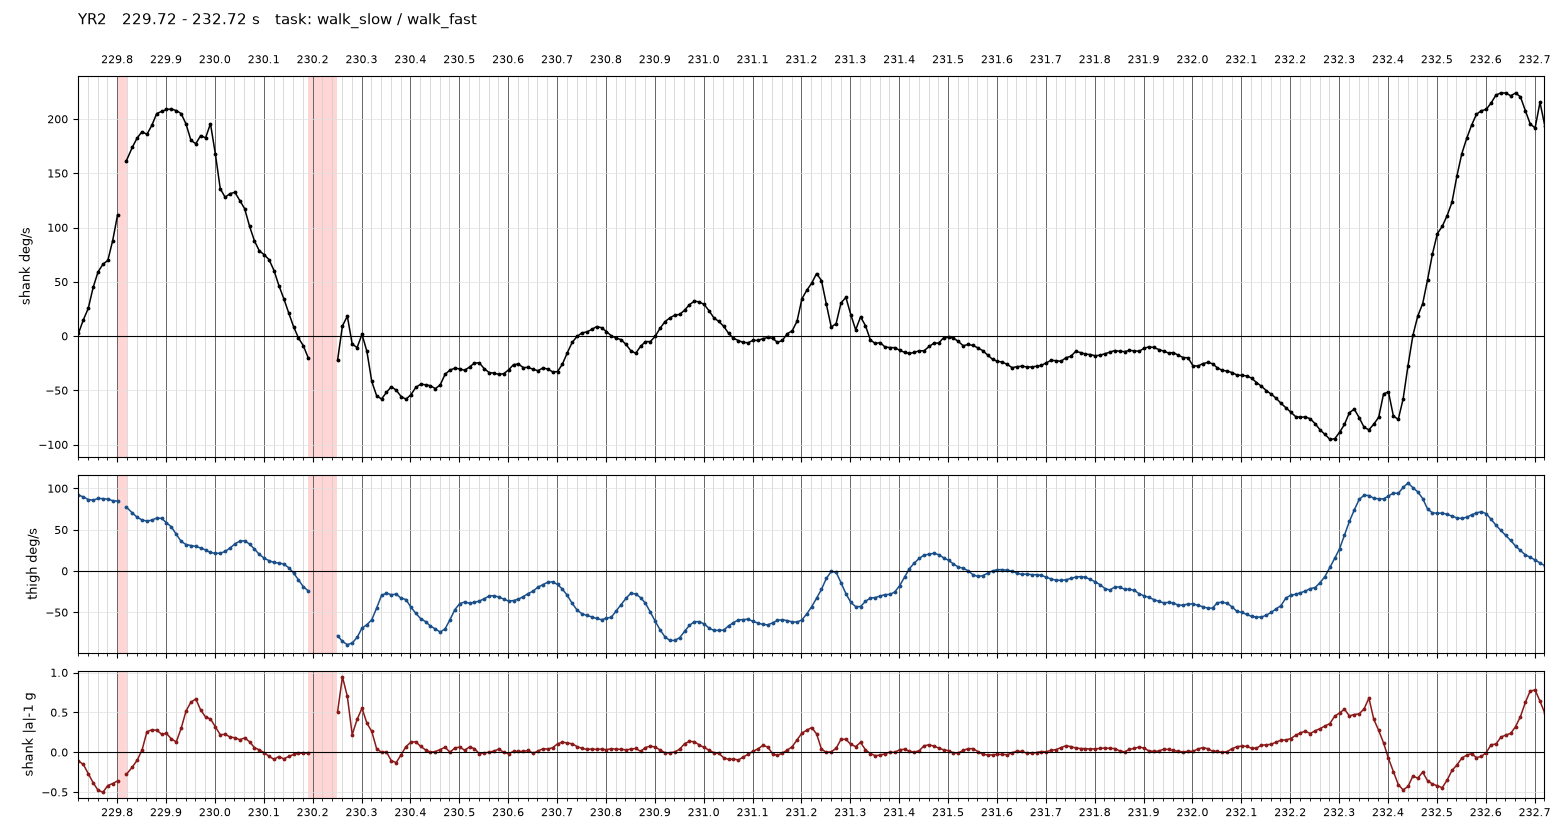 YR2   229.72 - 232.72 s   task: walk_slow / walk_fast
229.8 229.9 230.0 230.1 230.2 230.3 230.4 230.5 230.6 230.7 230.8 230.9 231.0 231.1 231.2 231.3 231.4 231.5 231.6 231.7 231.8 231.9 232.0 232.1 232.2 232.3 232.4 232.5 232.6 232.7
shank deg/s
200
150
100
50
0
−50
−100
thigh deg/s
100
50
0
−50
shank |a|-1 g
1.0
0.5
0.0
−0.5
229.8 229.9 230.0 230.1 230.2 230.3 230.4 230.5 230.6 230.7 230.8 230.9 231.0 231.1 231.2 231.3 231.4 231.5 231.6 231.7 231.8 231.9 232.0 232.1 232.2 232.3 232.4 232.5 232.6 232.7